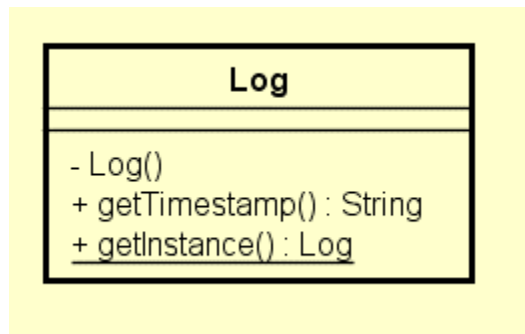 Log
- Log()
+ getTimestamp() : String
+ getInstance() : Log